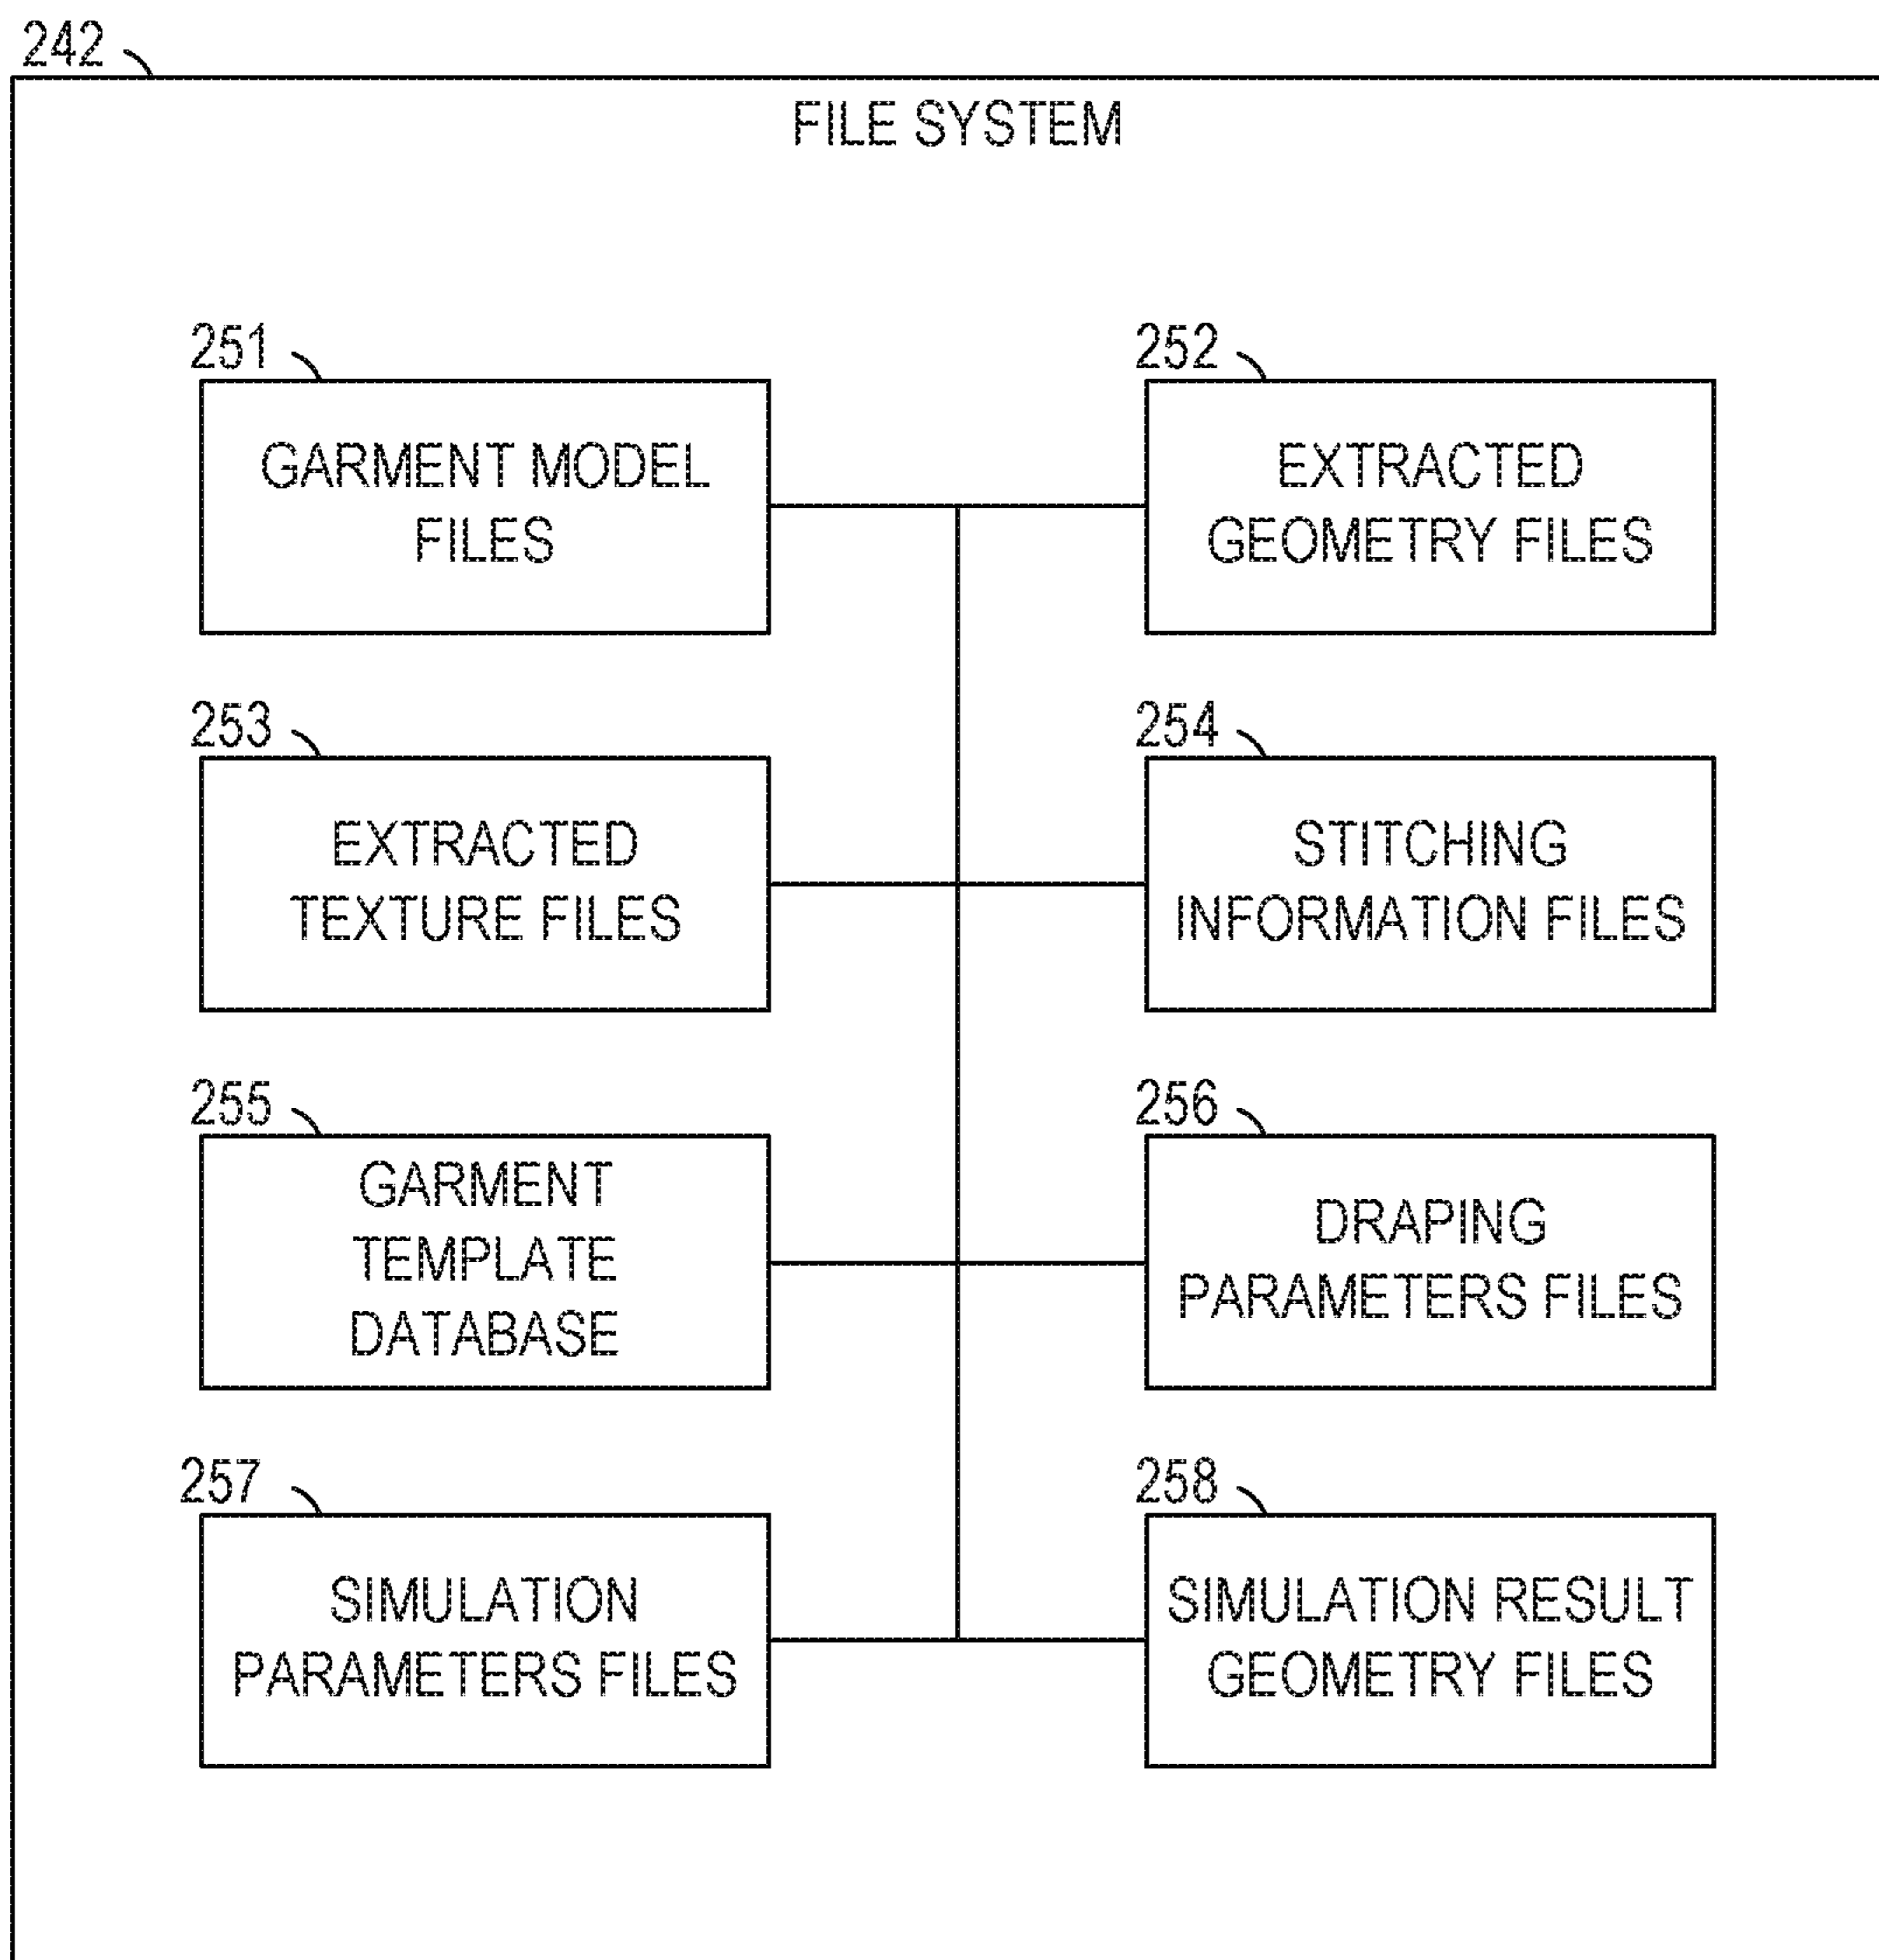 242
FILE SYSTEM
251
GARMENT MODEL
FILES
252
EXTRACTED
GEOMETRY FILES
253
EXTRACTED
TEXTURE FILES
254
STITCHING
INFORMATION FILES
255
GARMENT
TEMPLATE
DATABASE
256
DRAPING
PARAMETERS FILES
257
SIMULATION
PARAMETERS FILES
258
SIMULATION RESULT
GEOMETRY FILES